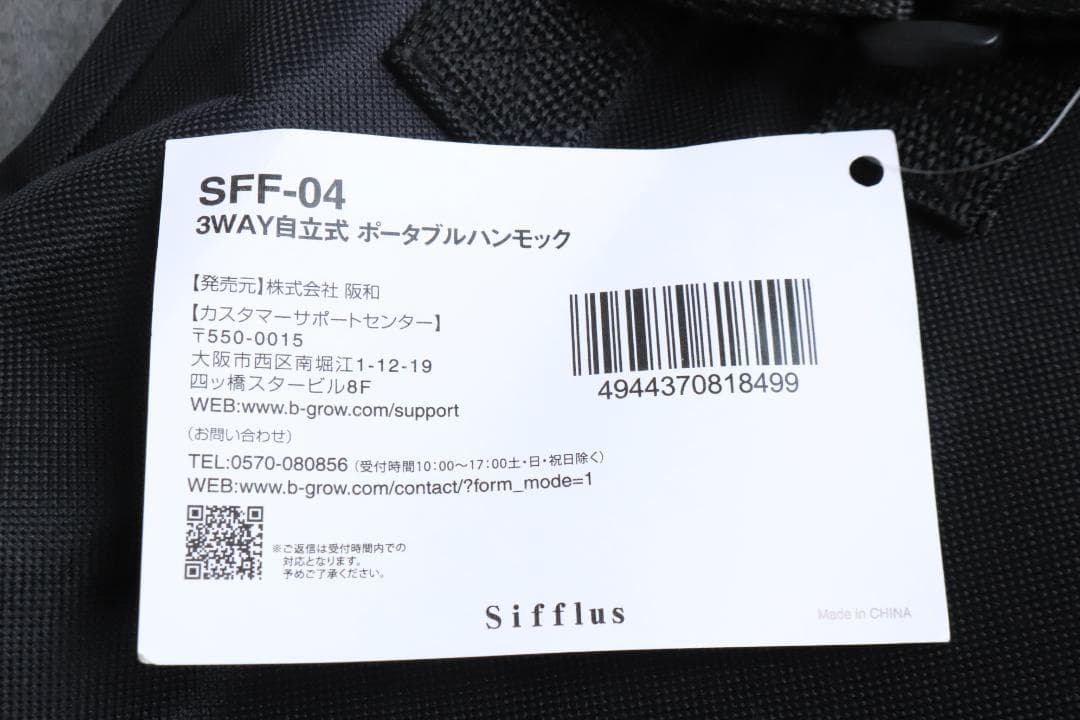 SFF-04
3WAY自立式 ポータブルハンモック
【発売元】株式会社 阪和
【カスタマーサポートセンター】
〒550-0015
大阪市西区南堀江1-12-19
四ッ橋スタービル8F
WEB:www.b-grow.com/support
（お問い合わせ）
TEL:0570-080856（受付時間10:00～17:00土・日・祝日除く）
WEB:www.b-grow.com/contact/?form_mode=1
※ご返信は受付時間内での
対応となります。
予めご了承ください。
4944370818499
Sifflus
Made in CHINA